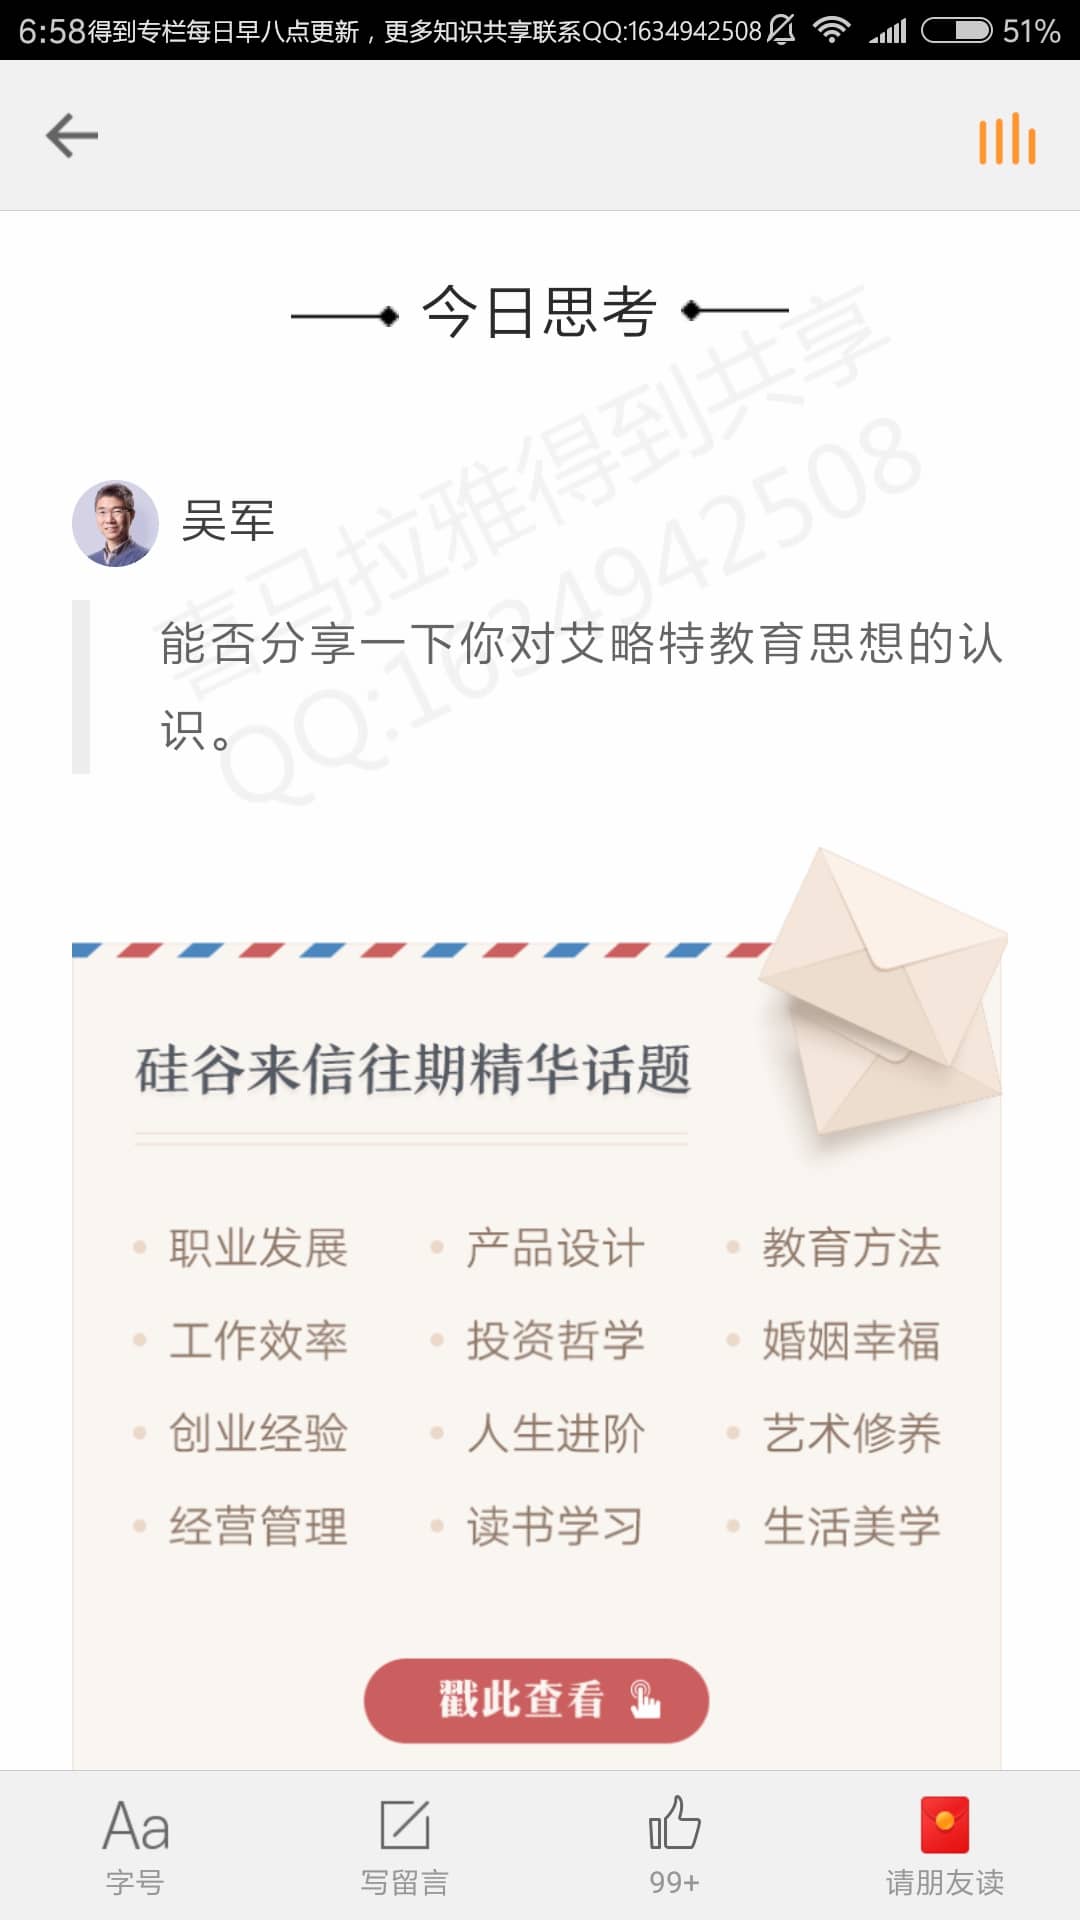 6:58得到专栏每日早八点更新，更多知识共享联系QQ:1634942508 51%
今日思考
喜马拉雅得到共享
QQ:1634942508
吴军
能否分享一下你对艾略特教育思想的认
识。
硅谷来信往期精华话题
职业发展 产品设计 教育方法
工作效率 投资哲学 婚姻幸福
创业经验 人生进阶 艺术修养
经营管理 读书学习 生活美学
戳此查看
Aa
字号 写留言 99+ 请朋友读